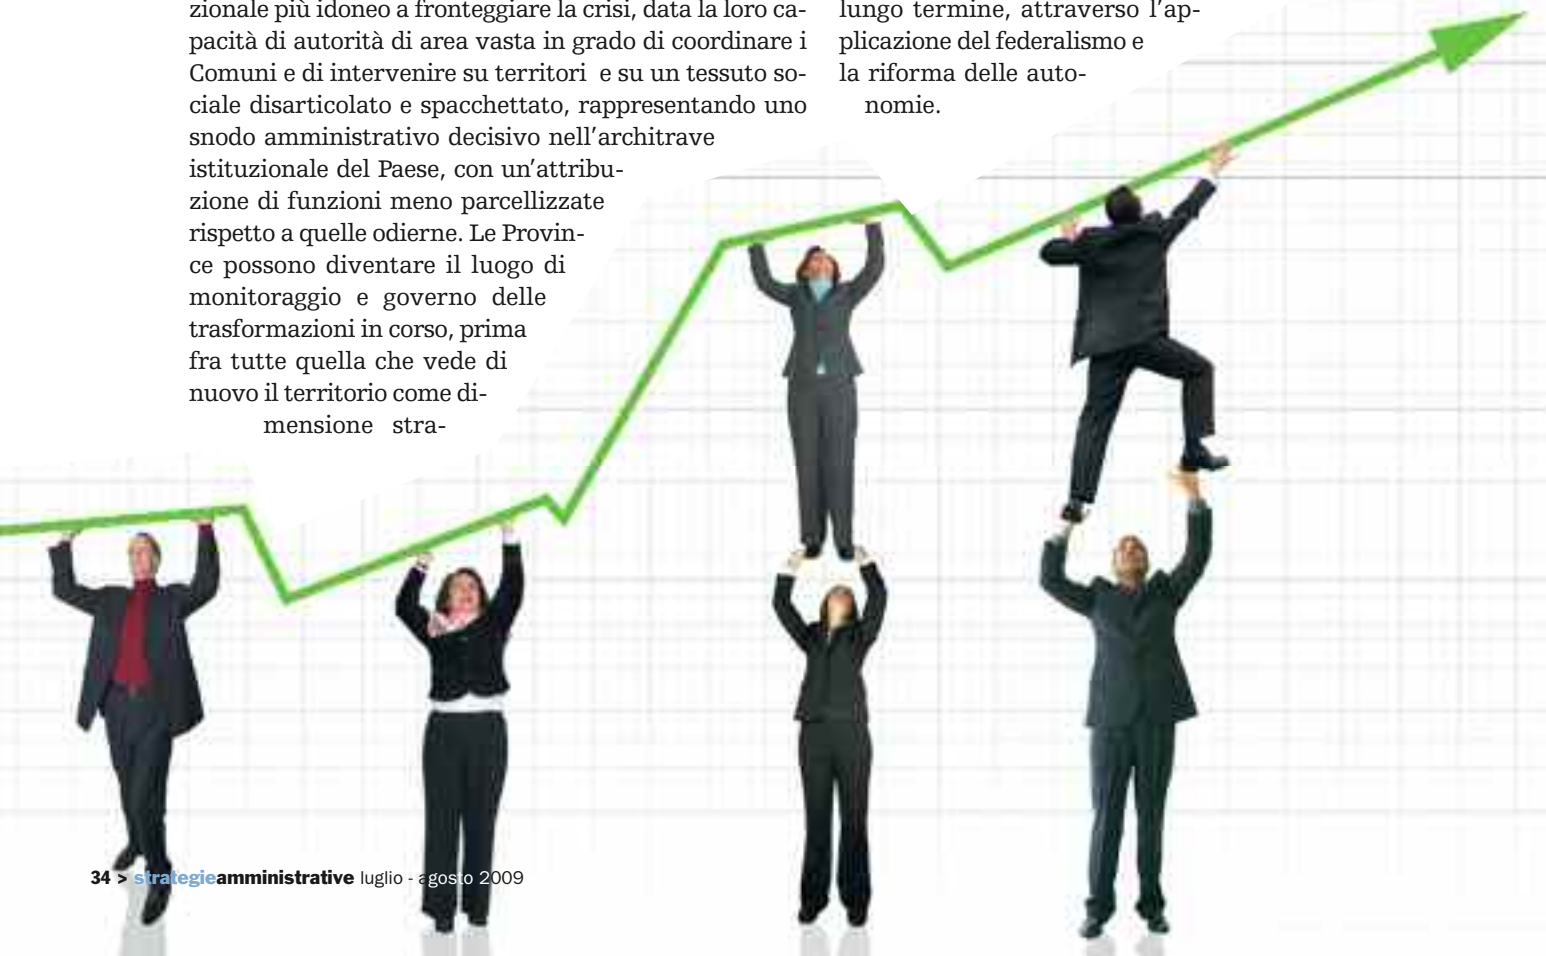 zionale più idoneo a fronteggiare la crisi, data la loro ca-
pacità di autorità di area vasta in grado di coordinare i
Comuni e di intervenire su territori e su un tessuto so-
ciale disarticolato e spacchettato, rappresentando uno
snodo amministrativo decisivo nell'architrave
istituzionale del Paese, con un'attribu-
zione di funzioni meno parcellizzate
rispetto a quelle odierne. Le Provin-
ce possono diventare il luogo di
monitoraggio e governo delle
trasformazioni in corso, prima
fra tutte quella che vede di
nuovo il territorio come di-
mensione stra-
lungo termine, attraverso l'ap-
plicazione del federalismo e
la riforma delle auto-
nomie.
34 > strategieamministrative luglio - agosto 2009